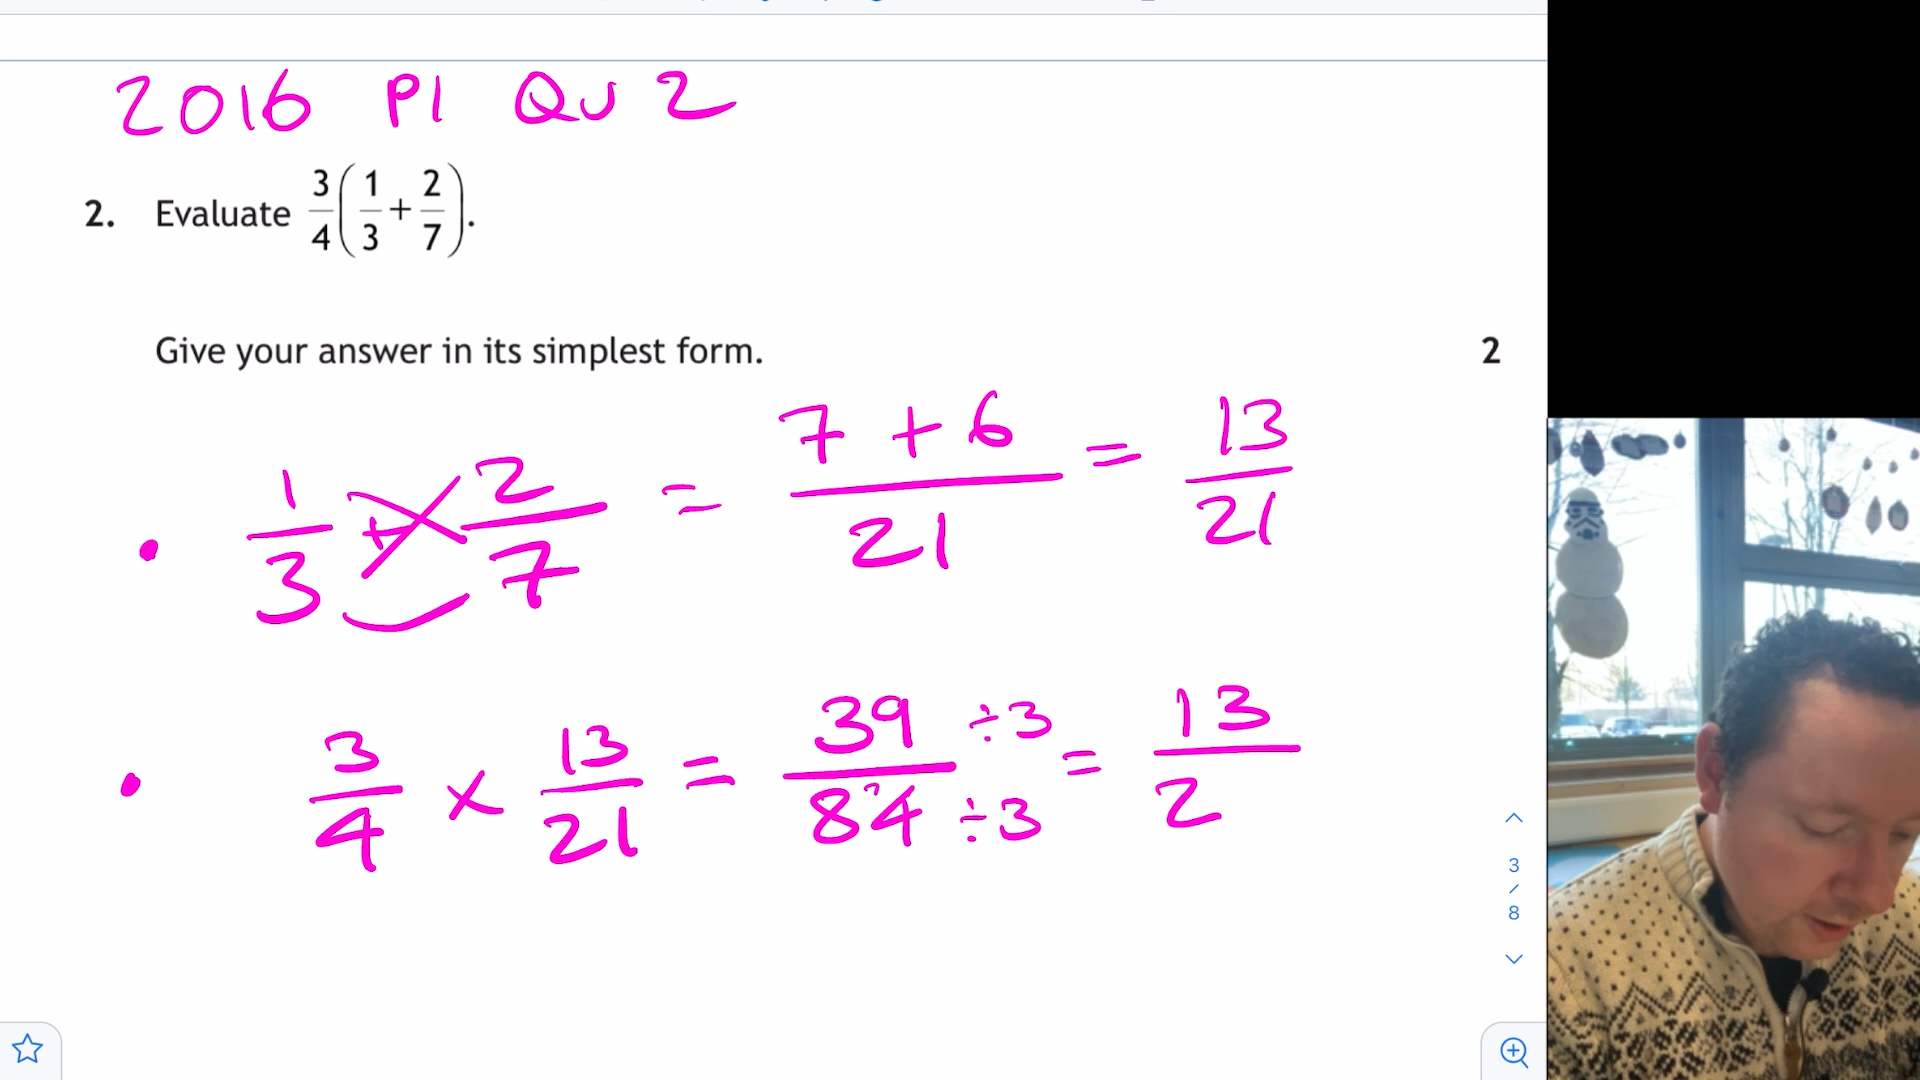 2016 P1 QU 2
2. Evaluate 3/4 (1/3 + 2/7).
Give your answer in its simplest form. 2
• 1/3 + 2/7 = 7 + 6/21 = 13/21
• 3/4 × 13/21 = 39/84 ÷3 ÷3 = 13/2
3 / 8